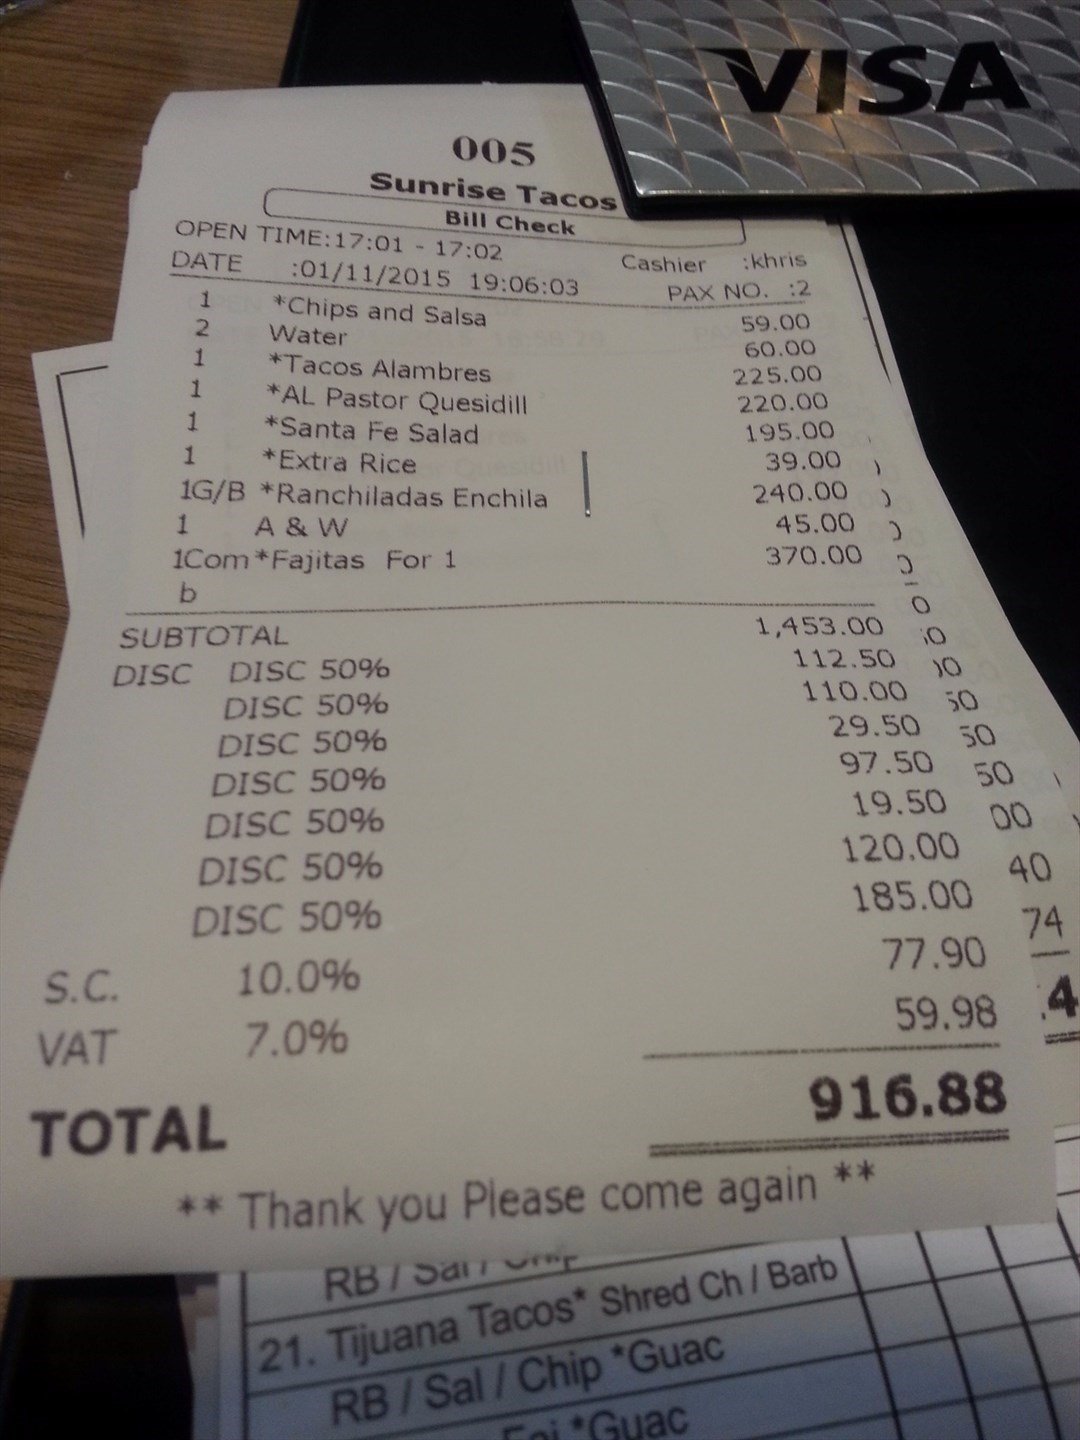 VISA
005
Sunrise Tacos
Bill Check
OPEN TIME:17:01 - 17:02 Cashier :khris
DATE :01/11/2015 19:06:03 PAX NO. :2
1 *Chips and Salsa 59.00
2 Water 60.00
1 *Tacos Alambres 225.00
1 *AL Pastor Quesidill 220.00
1 *Santa Fe Salad 195.00
1 *Extra Rice 39.00
1G/B *Ranchiladas Enchila 240.00
1 A & W 45.00
1Com *Fajitas For 1 370.00
b
SUBTOTAL 1,453.00
DISC DISC 50% 112.50
DISC 50% 110.00
DISC 50% 29.50
DISC 50% 97.50
DISC 50% 19.50
DISC 50% 120.00
DISC 50% 185.00
S.C. 10.0% 77.90
VAT 7.0% 59.98
TOTAL 916.88
** Thank you Please come again **
RB / Sal / Chip
21. Tijuana Tacos* Shred Ch / Barb
RB / Sal / Chip *Guac
*Guac